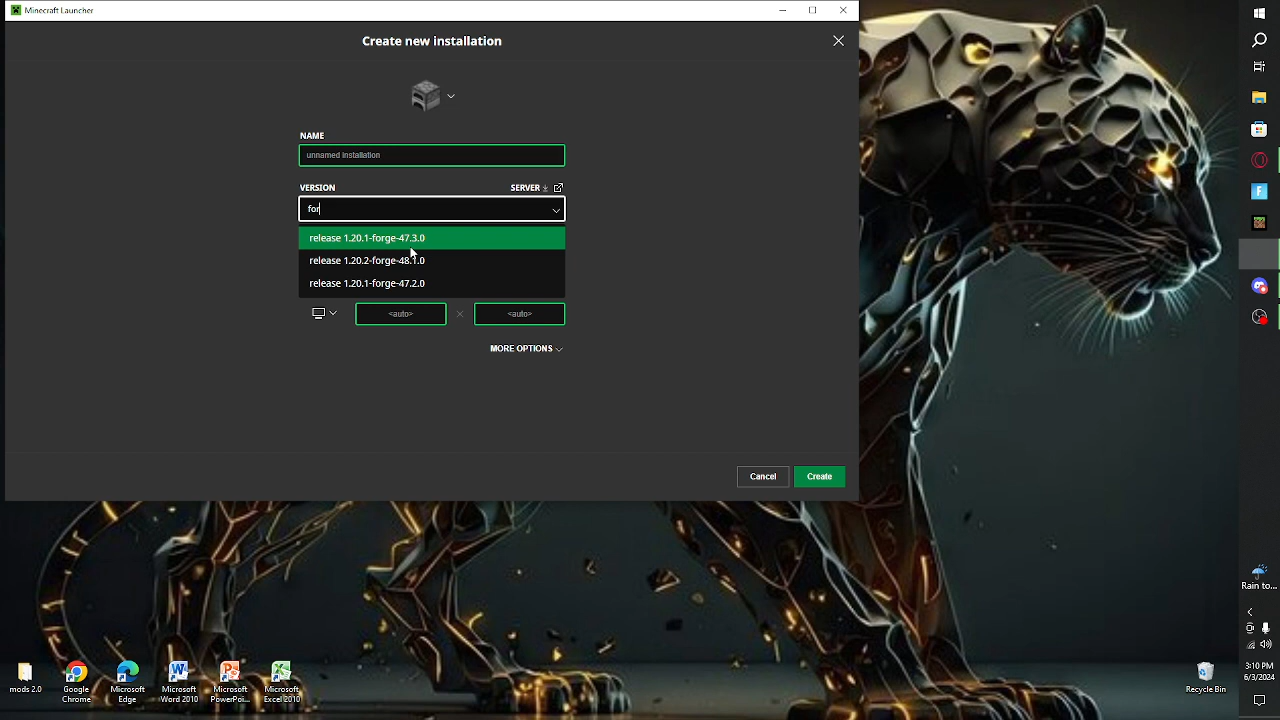 Minecraft Launcher
Create new installation
NAME
unnamed installation
VERSION
SERVER
for
release 1.20.1-forge-47.3.0
release 1.20.2-forge-48.1.0
release 1.20.1-forge-47.2.0
<auto>
<auto>
MORE OPTIONS
Cancel
Create
Rain to...
mods 2.0
Google
Chrome
Microsoft
Edge
Microsoft
Word 2010
Microsoft
PowerPoi...
Microsoft
Excel 2010
Recycle Bin
3:10 PM
6/3/2024